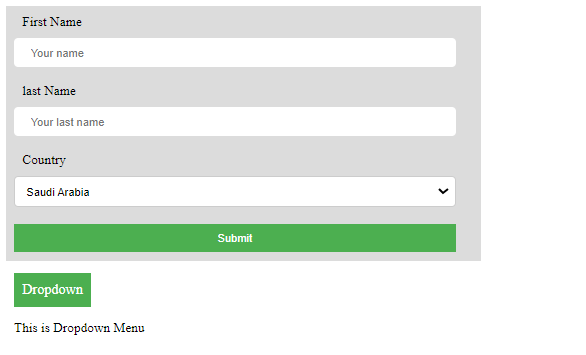 First Name
Your name
last Name
Your last name
Country
Saudi Arabia
Submit
Dropdown
This is Dropdown Menu